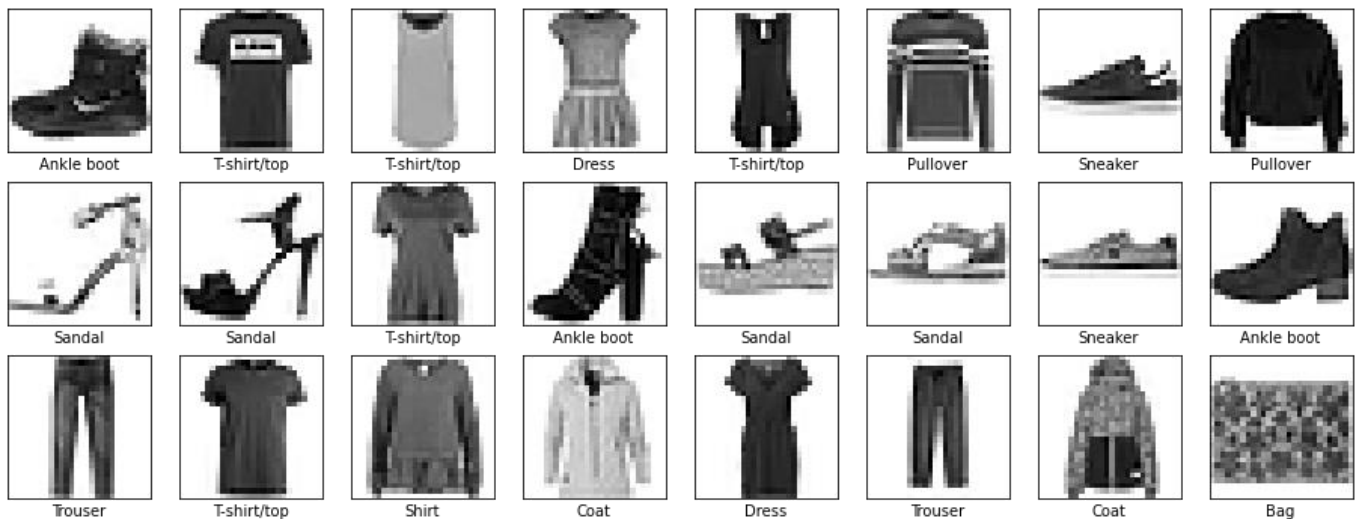 Ankle boot T-shirt/top T-shirt/top Dress T-shirt/top Pullover Sneaker Pullover
Sandal Sandal T-shirt/top Ankle boot Sandal Sandal Sneaker Ankle boot
Trouser T-shirt/top Shirt Coat Dress Trouser Coat Bag